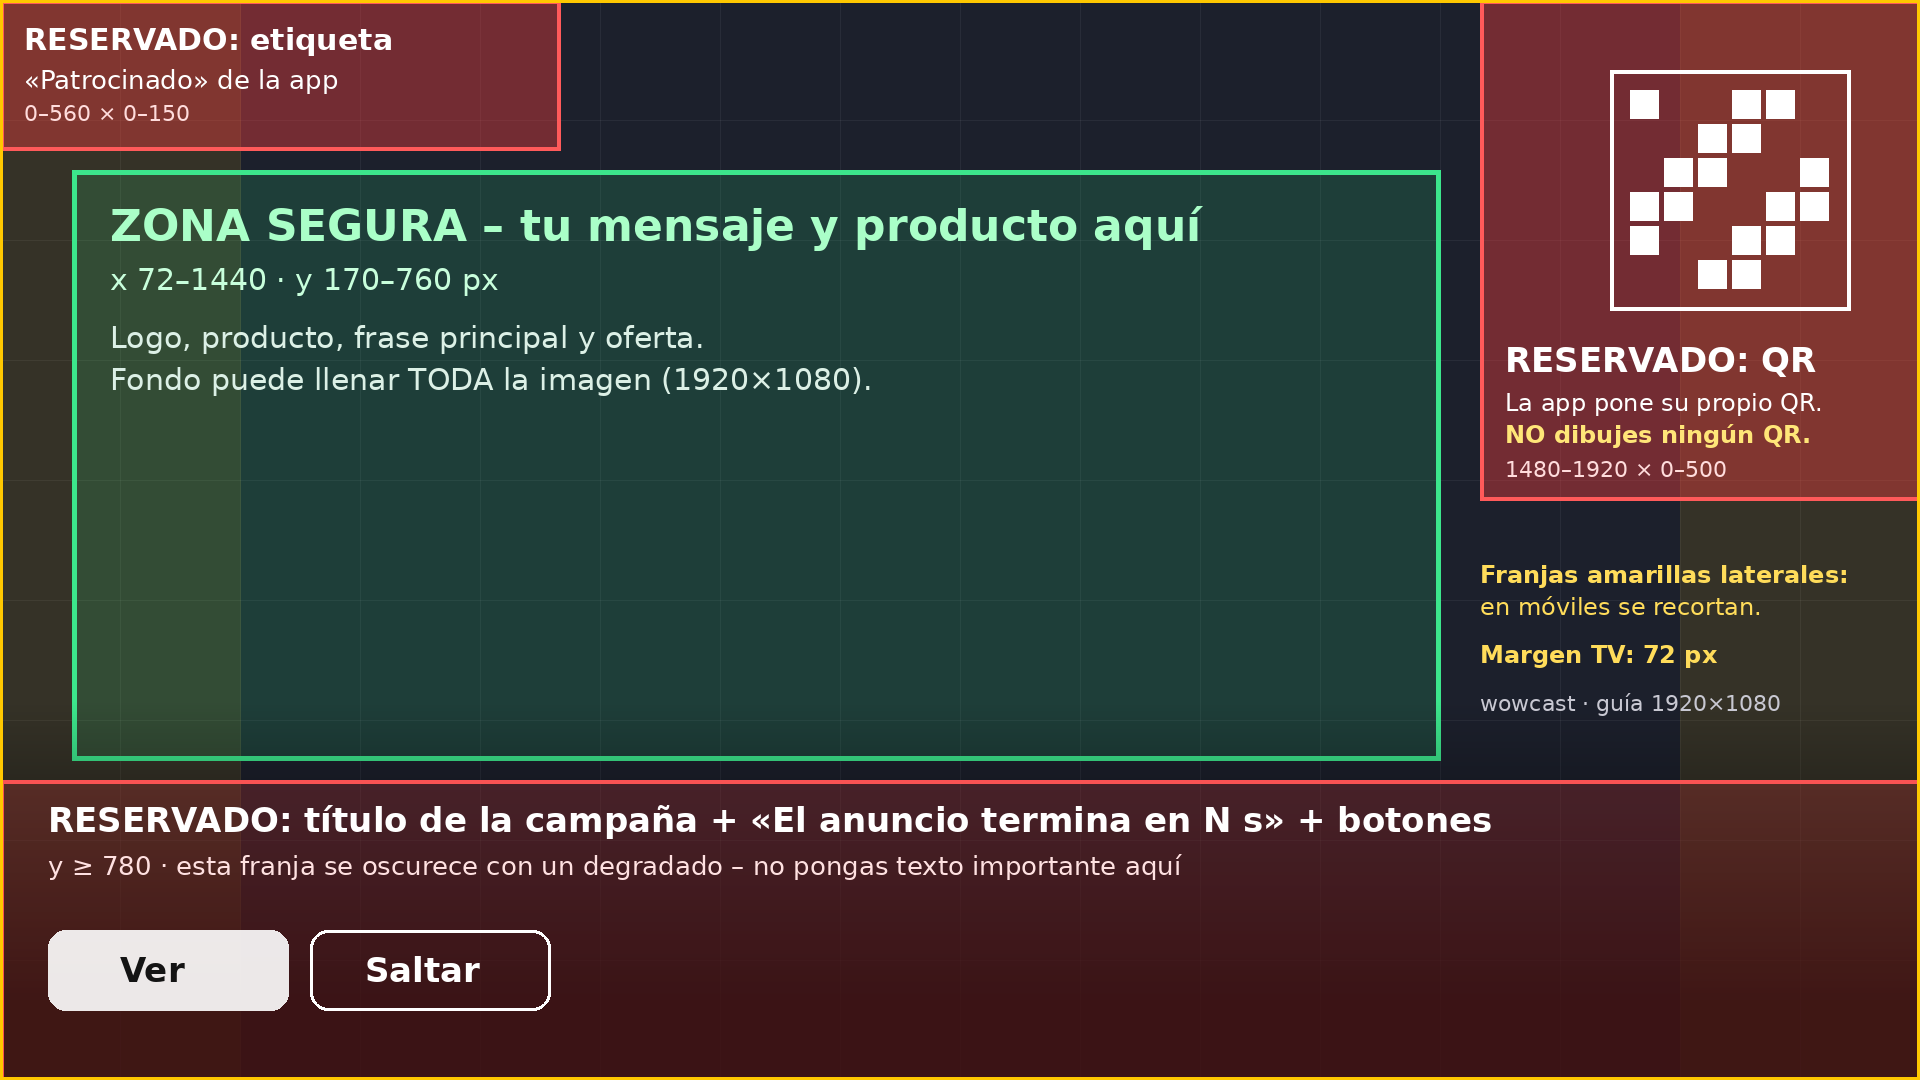 RESERVADO: etiqueta
«Patrocinado» de la app
0–560 × 0–150
ZONA SEGURA – tu mensaje y producto aquí
x 72–1440 · y 170–760 px
Logo, producto, frase principal y oferta.
Fondo puede llenar TODA la imagen (1920×1080).
RESERVADO: QR
La app pone su propio QR.
NO dibujes ningún QR.
1480–1920 × 0–500
Franjas amarillas laterales:
en móviles se recortan.
Margen TV: 72 px
wowcast · guía 1920×1080
RESERVADO: título de la campaña + «El anuncio termina en N s» + botones
y ≥ 780 · esta franja se oscurece con un degradado – no pongas texto importante aquí
Ver
Saltar